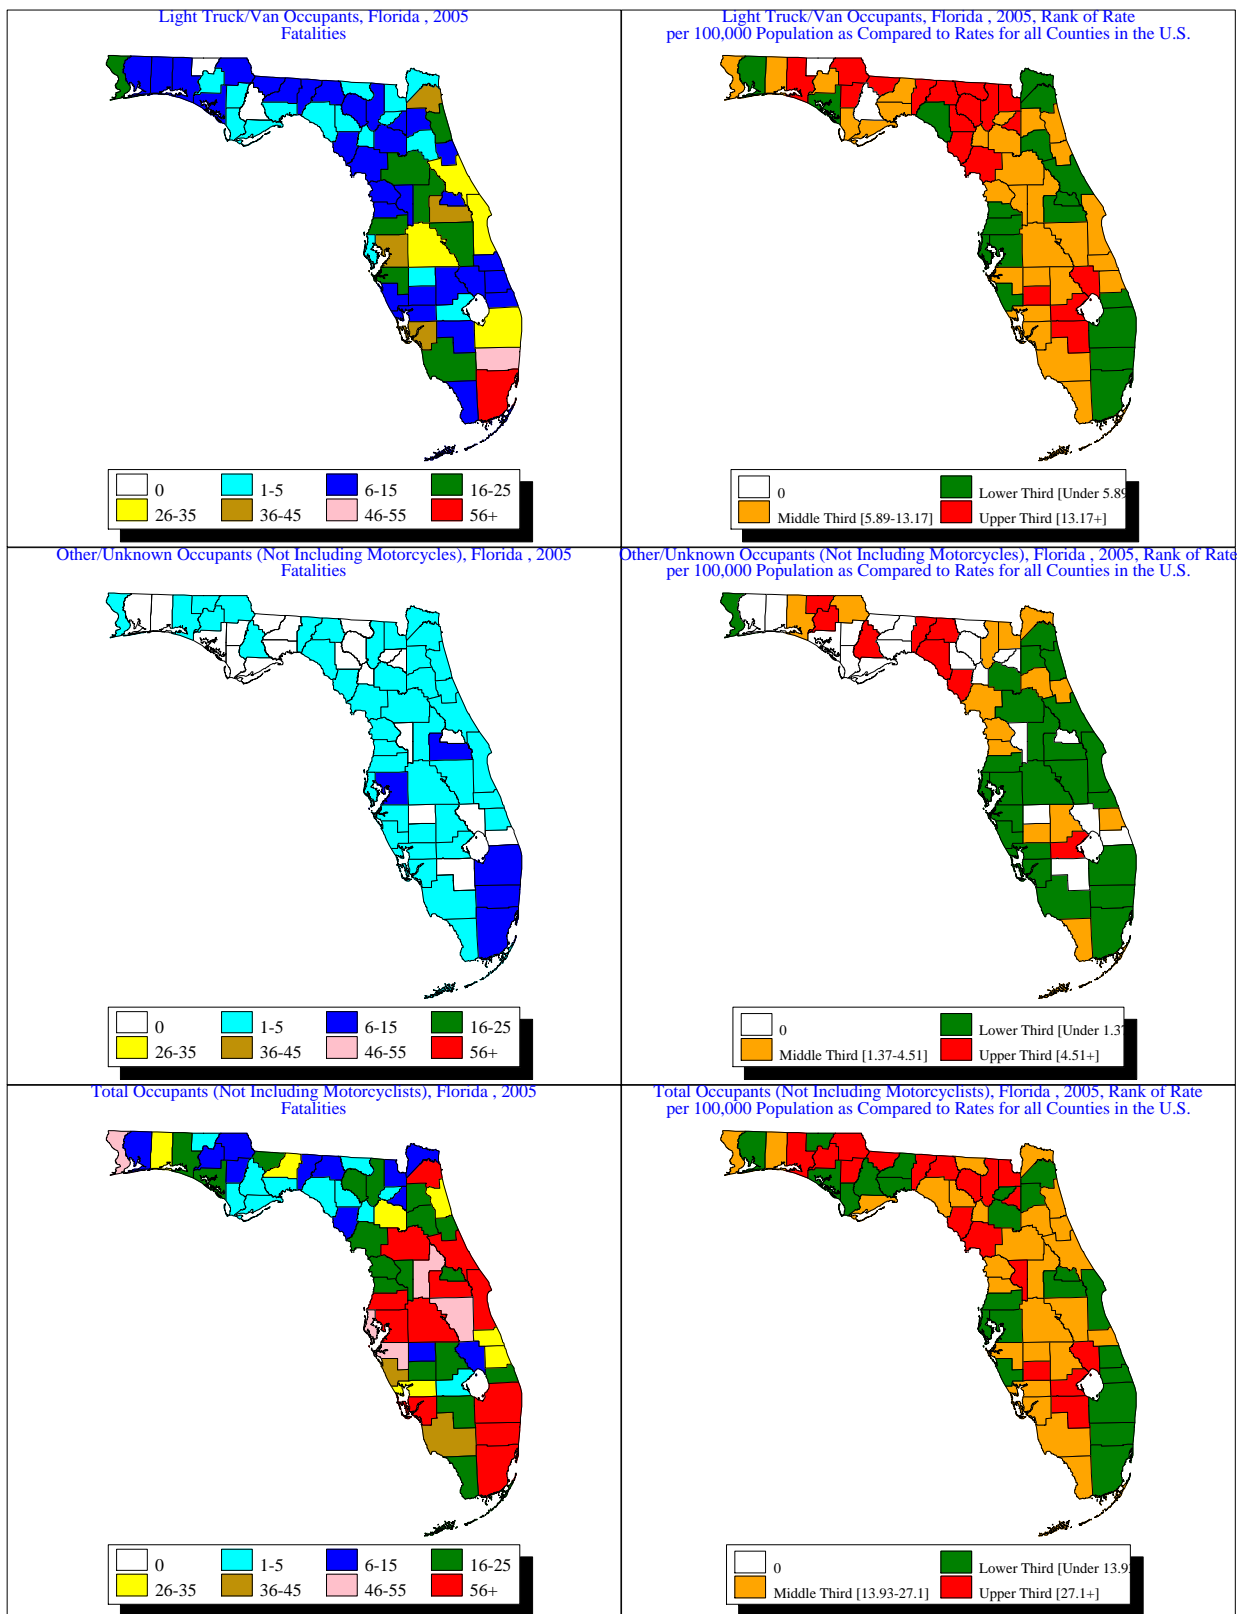 Light Truck/Van Occupants, Florida , 2005
Fatalities
0
1-5
6-15
16-25
26-35
36-45
46-55
56+
Light Truck/Van Occupants, Florida , 2005, Rank of Rate
per 100,000 Population as Compared to Rates for all Counties in the U.S.
0
Lower Third [Under 5.89
Middle Third [5.89-13.17]
Upper Third [13.17+]
Other/Unknown Occupants (Not Including Motorcycles), Florida , 2005
Fatalities
0
1-5
6-15
16-25
26-35
36-45
46-55
56+
Other/Unknown Occupants (Not Including Motorcycles), Florida , 2005, Rank of Rate
per 100,000 Population as Compared to Rates for all Counties in the U.S.
0
Lower Third [Under 1.37
Middle Third [1.37-4.51]
Upper Third [4.51+]
Total Occupants (Not Including Motorcyclists), Florida , 2005
Fatalities
0
1-5
6-15
16-25
26-35
36-45
46-55
56+
Total Occupants (Not Including Motorcyclists), Florida , 2005, Rank of Rate
per 100,000 Population as Compared to Rates for all Counties in the U.S.
0
Lower Third [Under 13.93
Middle Third [13.93-27.1]
Upper Third [27.1+]